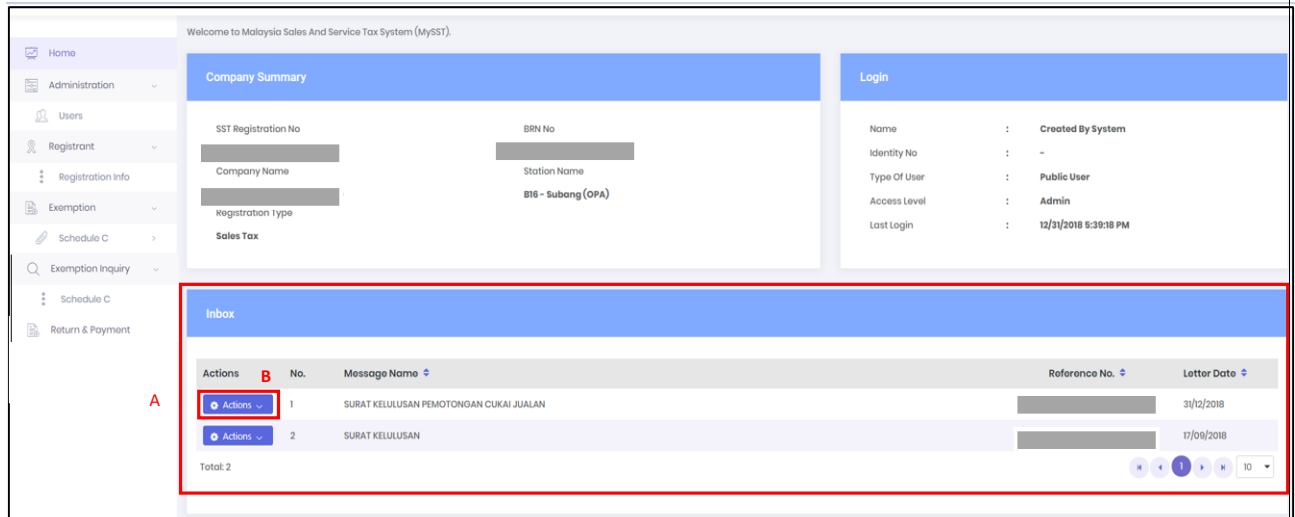 Welcome to Malaysia Sales And Service Tax System (MySST).
Home
Administration
Users
Registrant
Registration Info
Exemption
Schedule C
Exemption Inquiry
Schedule C
Return & Payment
Company Summary
SST Registration No
BRN No
Company Name
Station Name
B16 - Subang (OPA)
Registration Type
Sales Tax
Login
Name : Created By System
Identity No : -
Type Of User : Public User
Access Level : Admin
Last Login : 12/31/2018 5:39:18 PM
A
Inbox
Actions B No. Message Name Reference No. Letter Date
Actions 1 SURAT KELULUSAN PEMOTONGAN CUKAI JUALAN 31/12/2018
Actions 2 SURAT KELULUSAN 17/09/2018
Total: 2 1 10